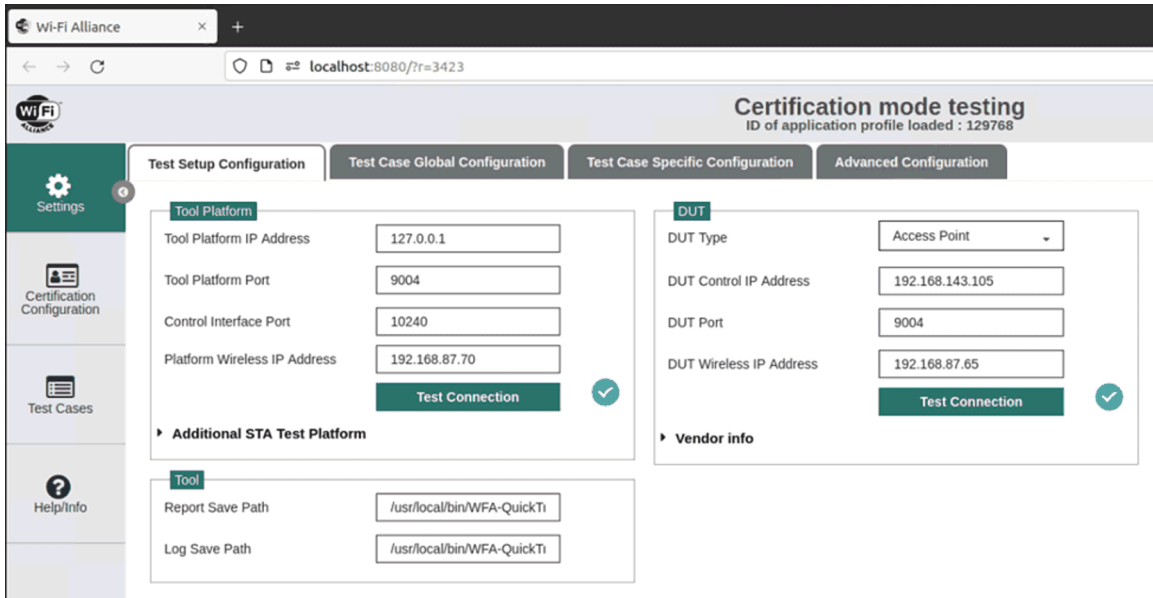 Wi-Fi Alliance
localhost:8080/?r=3423
Wi Fi
ALLIANCE
Certification mode testing
ID of application profile loaded : 129768
Settings
Certification
Configuration
Test Cases
Help/Info
Test Setup Configuration
Test Case Global Configuration
Test Case Specific Configuration
Advanced Configuration
Tool Platform
Tool Platform IP Address
127.0.0.1
Tool Platform Port
9004
Control Interface Port
10240
Platform Wireless IP Address
192.168.87.70
Test Connection
Additional STA Test Platform
DUT
DUT Type
Access Point
DUT Control IP Address
192.168.143.105
DUT Port
9004
DUT Wireless IP Address
192.168.87.65
Test Connection
Vendor info
Tool
Report Save Path
/usr/local/bin/WFA-QuickTr
Log Save Path
/usr/local/bin/WFA-QuickTr